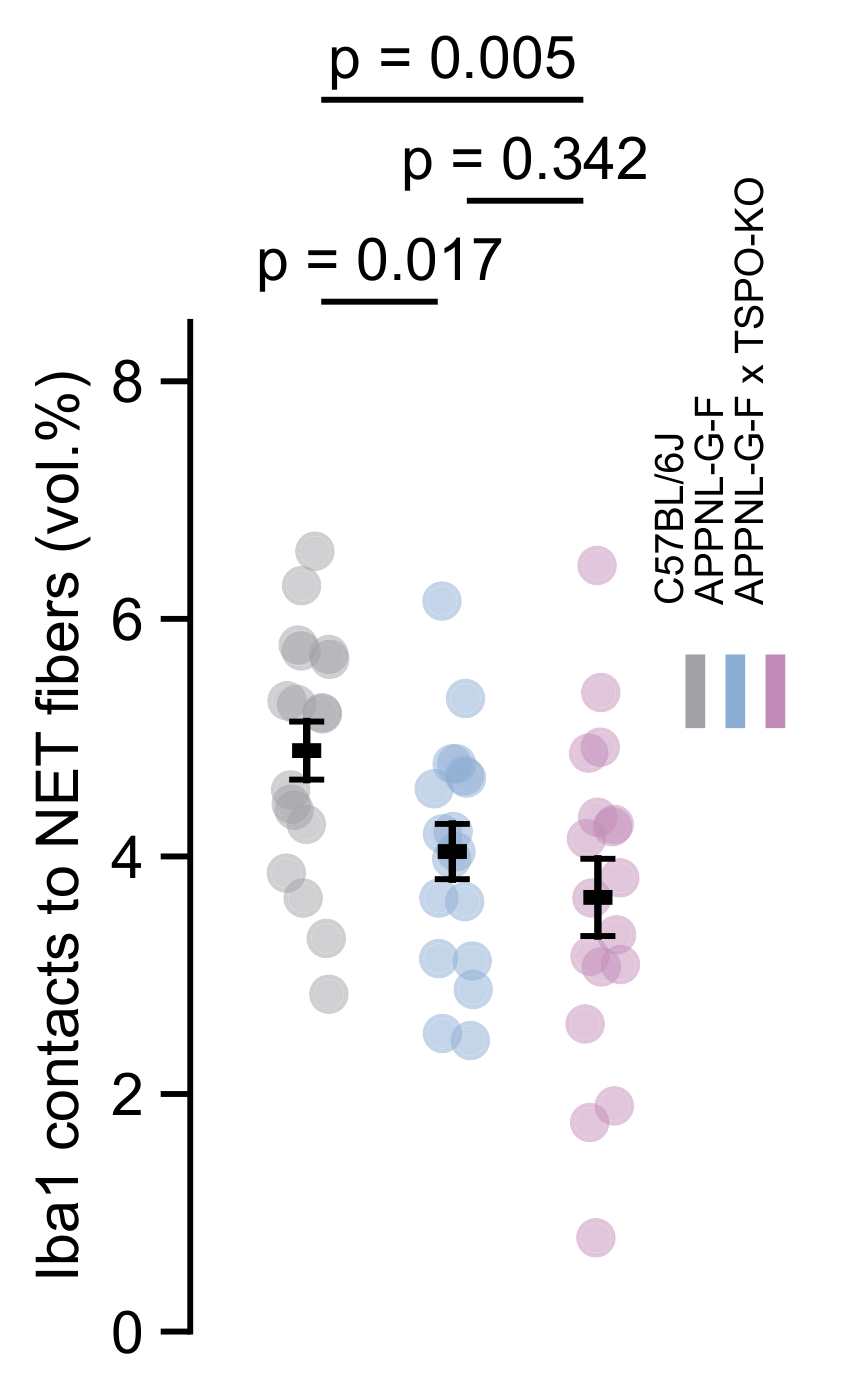 p = 0.005
p = 0.342
p = 0.017
8
6
4
2
0
Iba1 contacts to NET fibers (vol.%)
C57BL/6J
APPNL-G-F
APPNL-G-F x TSPO-KO